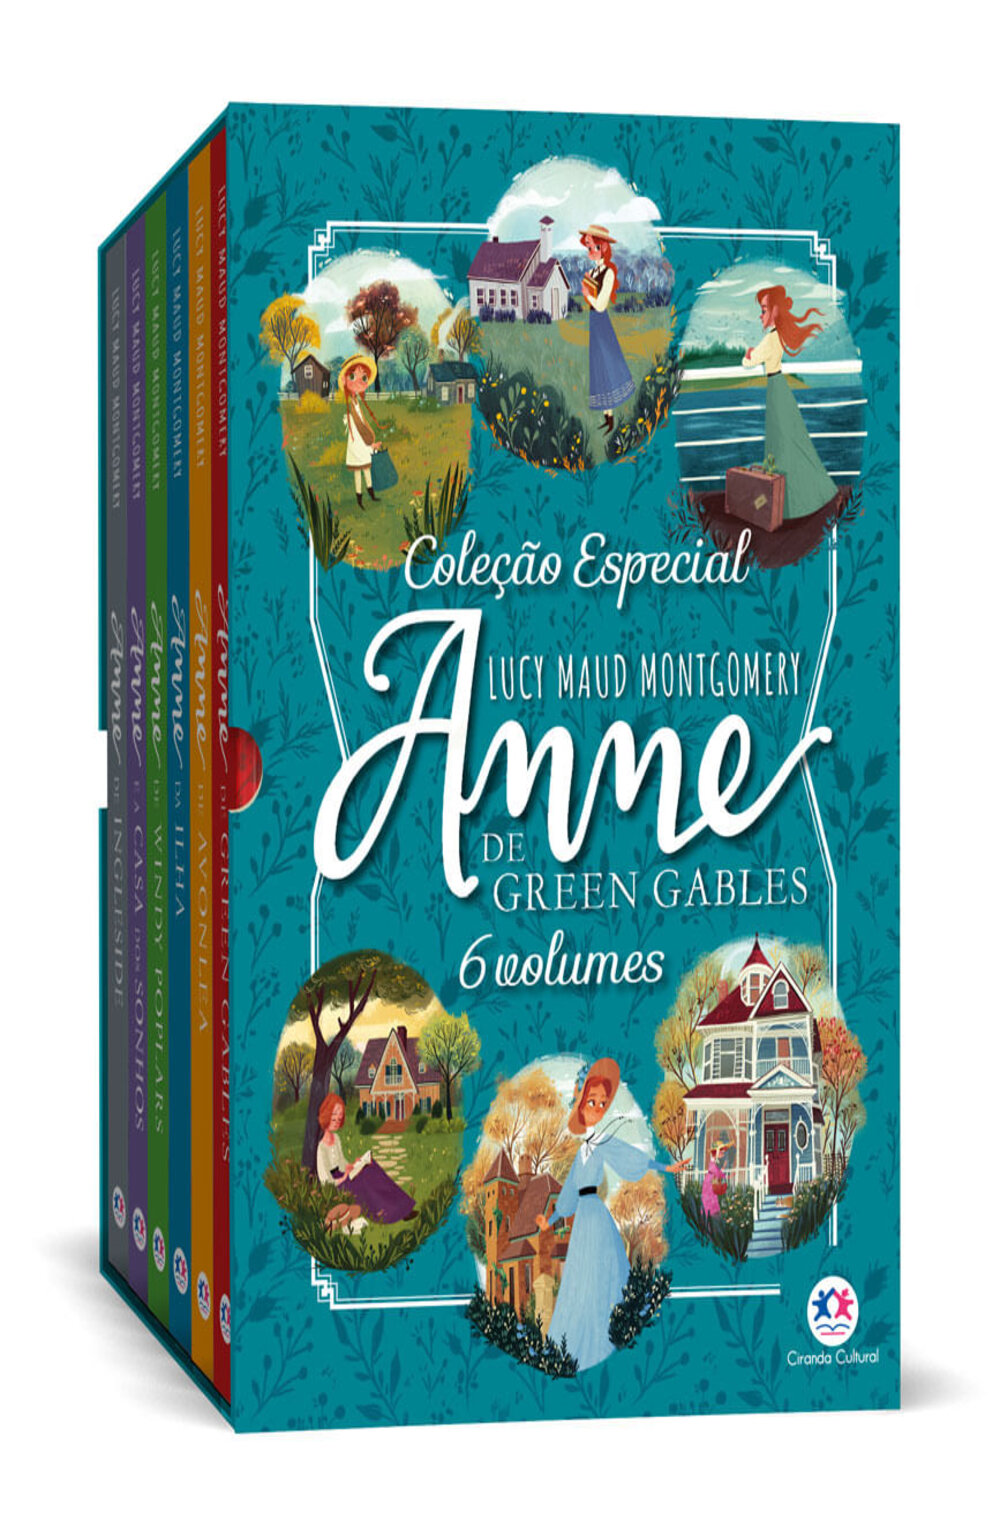 Coleção Especial
LUCY MAUD MONTGOMERY
Anne
DE
GREEN GABLES
6 volumes
Ciranda Cultural
LUCY MAUD MONTGOMERY Anne DE INGLESIDE
LUCY MAUD MONTGOMERY Anne E A CASA DOS SONHOS
LUCY MAUD MONTGOMERY Anne DE WINDY POPLARS
LUCY MAUD MONTGOMERY Anne DA ILHA
LUCY MAUD MONTGOMERY Anne DE AVONLEA
LUCY MAUD MONTGOMERY Anne DE GREEN GABLES